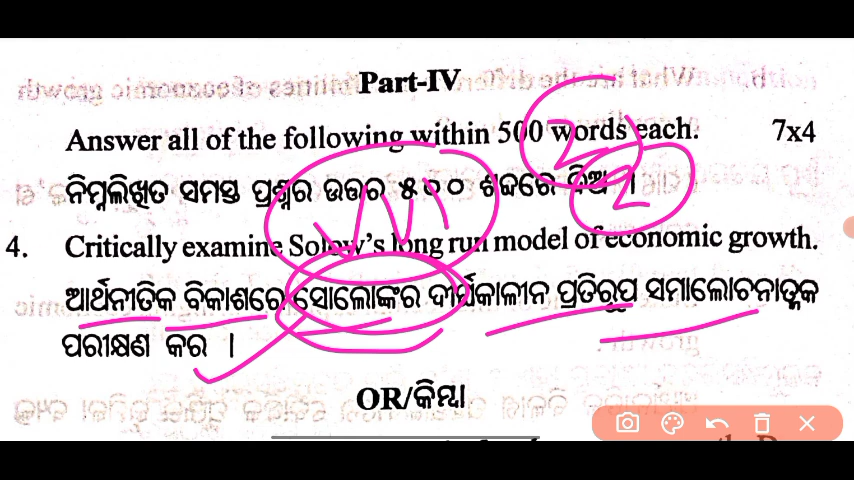 Part-IV
Answer all of the following within 500 words each. 7x4
ନିମ୍ନଲିଖିତ ସମସ୍ତ ପ୍ରଶ୍ନର ଉତ୍ତର ୫୦୦ ଶବ୍ଦରେ ଦିଅ ।
4. Critically examine Solow's long run model of economic growth.
ଆର୍ଥନୀତିକ ବିକାଶରେ ସୋଲୋଙ୍କର ଦୀର୍ଘକାଳୀନ ପ୍ରତିରୂପ ସମାଲୋଚନାତ୍ମକ
ପରୀକ୍ଷଣ କର ।
OR/କିମ୍ବା